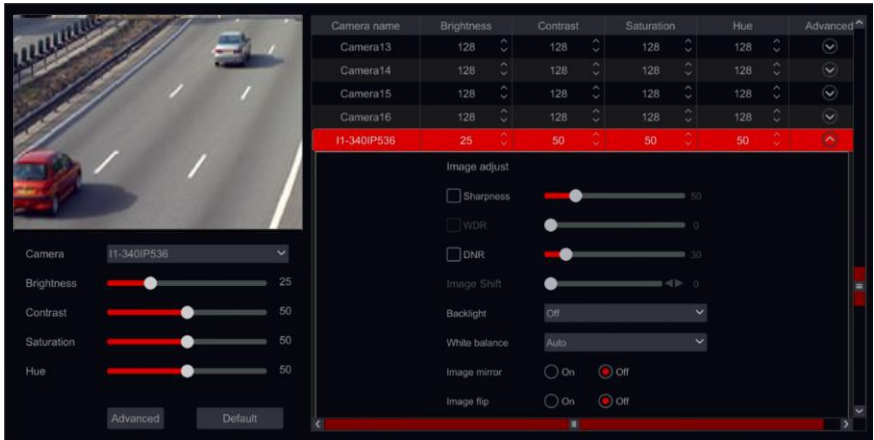 Camera I1-340IP536
Brightness 25
Contrast 50
Saturation 50
Hue 50
Advanced Default
Camera name Brightness Contrast Saturation Hue Advanced
Camera13 128 128 128 128
Camera14 128 128 128 128
Camera15 128 128 128 128
Camera16 128 128 128 128
I1-340IP536 25 50 50 50
Image adjust
Sharpness 50
WDR 0
DNR 30
Image Shift 0
Backlight Off
White balance Auto
Image mirror On Off
Image flip On Off